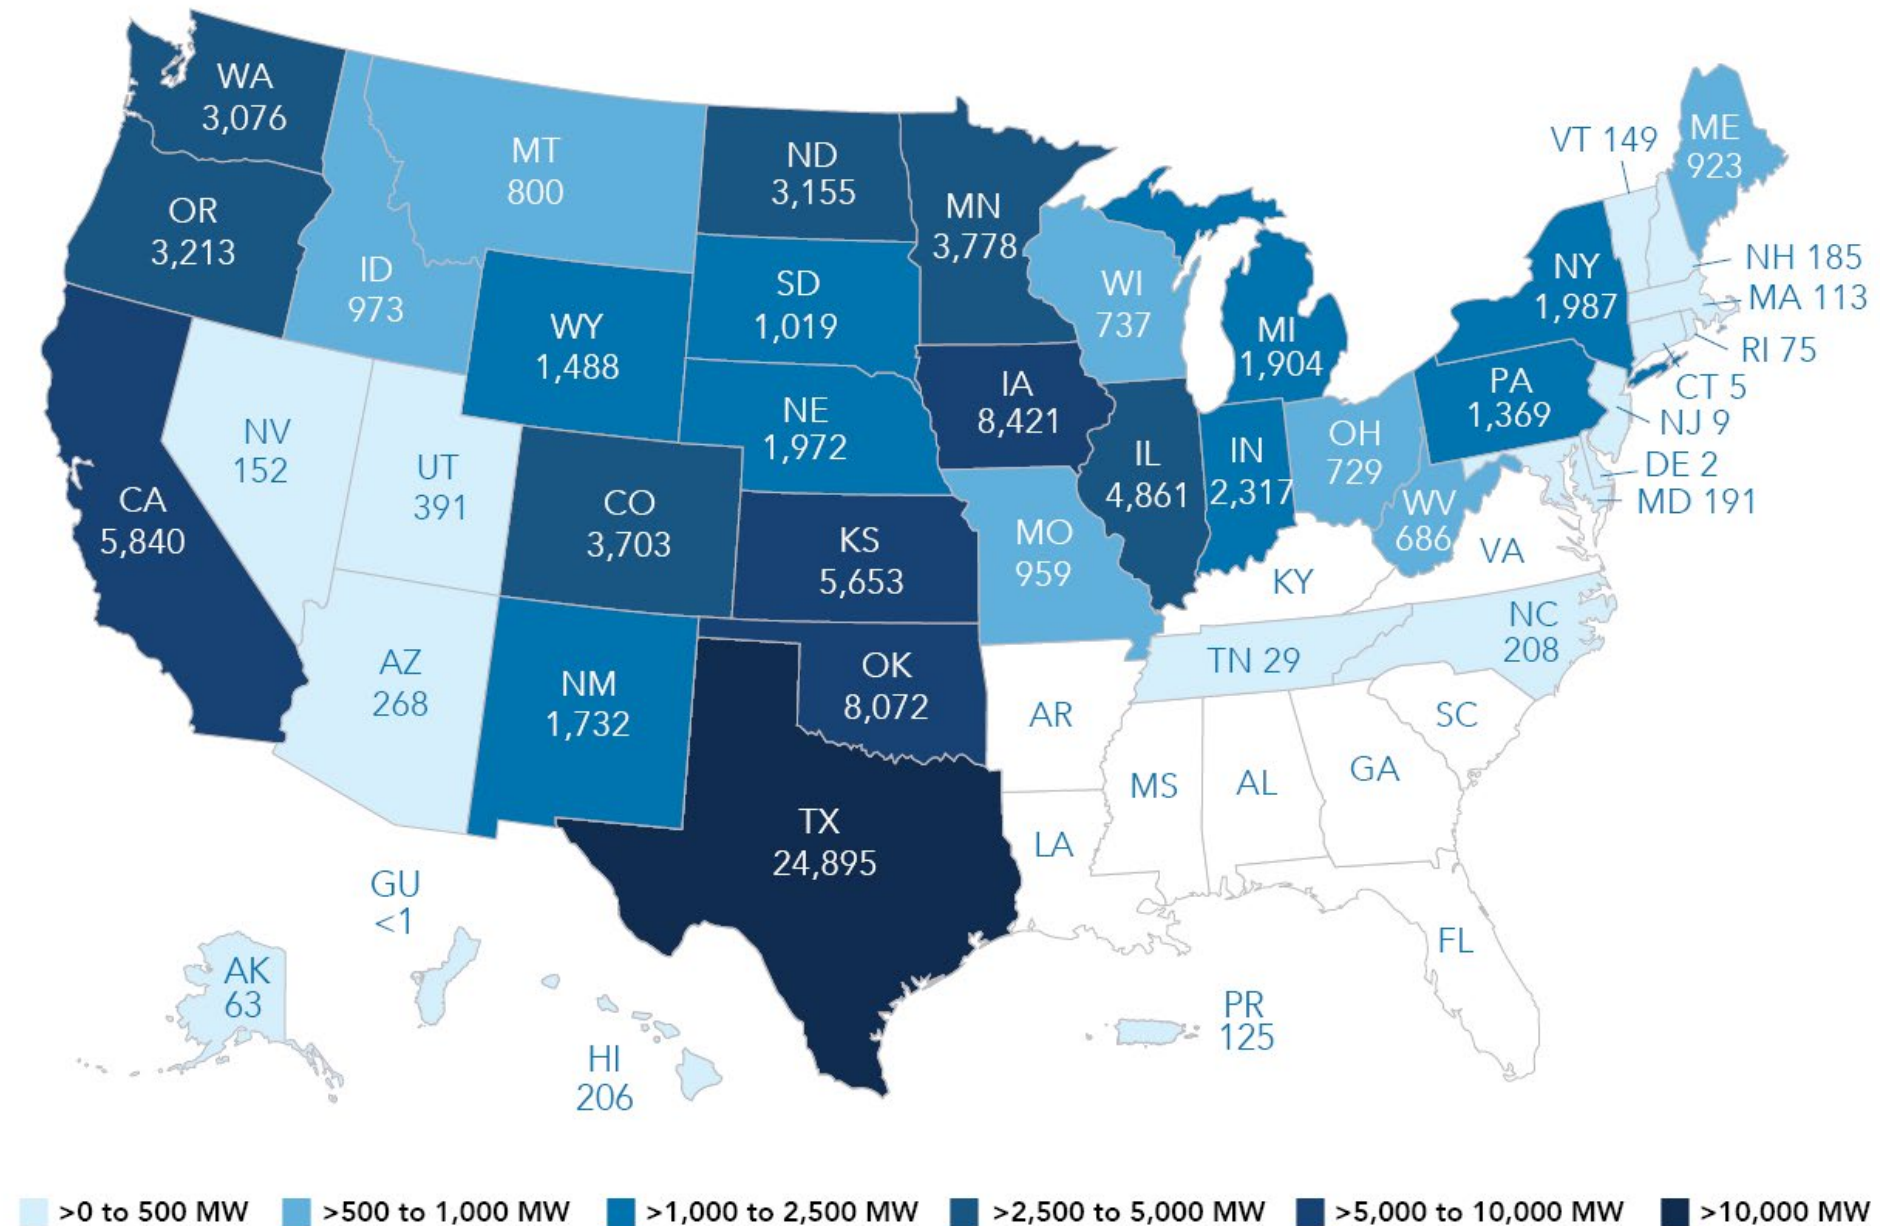 WA
3,076
OR
3,213
CA
5,840
NV
152
ID
973
MT
800
WY
1,488
UT
391
AZ
268
CO
3,703
NM
1,732
ND
3,155
SD
1,019
NE
1,972
KS
5,653
OK
8,072
TX
24,895
MN
3,778
IA
8,421
MO
959
AR
LA
WI
737
IL
4,861
MI
1,904
IN
2,317
OH
729
KY
TN 29
MS
AL
GA
FL
SC
NC
208
VA
WV
686
PA
1,369
NY
1,987
VT 149
ME
923
NH 185
MA 113
RI 75
CT 5
NJ 9
DE 2
MD 191
GU
<1
AK
63
HI
206
PR
125
>0 to 500 MW
>500 to 1,000 MW
>1,000 to 2,500 MW
>2,500 to 5,000 MW
>5,000 to 10,000 MW
>10,000 MW